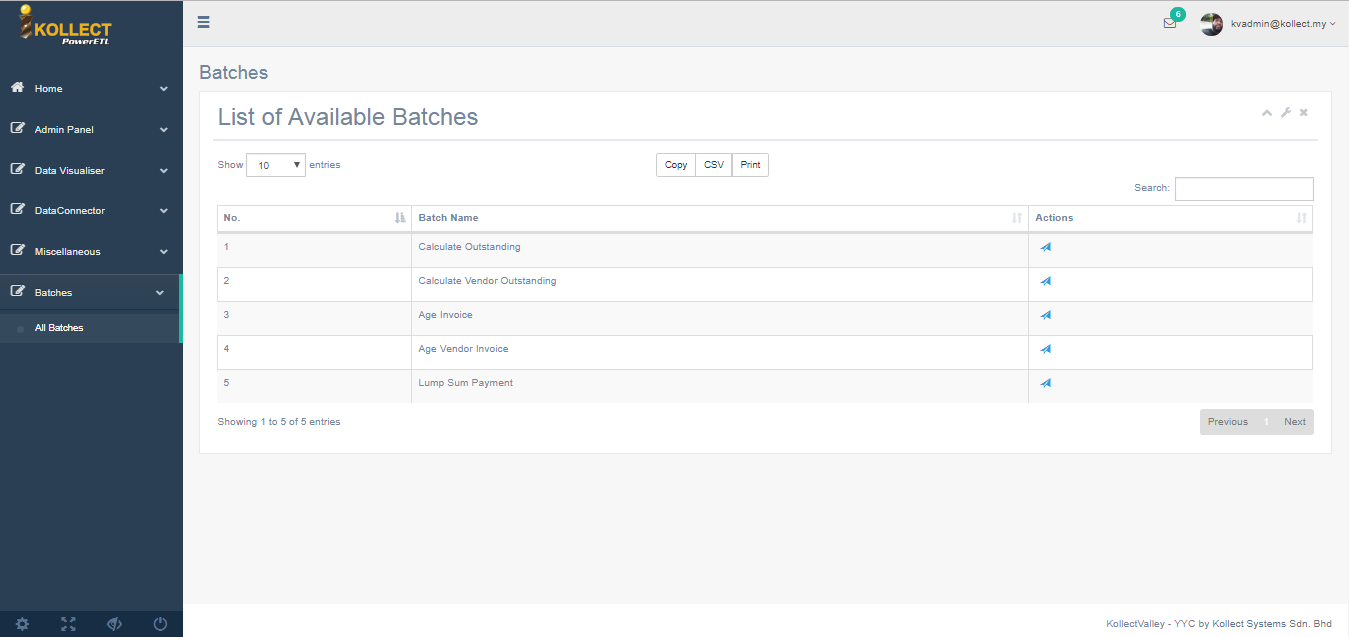 KOLLECT
PowerETL
6
kvadmin@kollect.my
Home
Admin Panel
Data Visualiser
DataConnector
Miscellaneous
Batches
All Batches
Batches
List of Available Batches
Show 10 entries
Copy CSV Print
Search:
No. Batch Name Actions
1 Calculate Outstanding
2 Calculate Vendor Outstanding
3 Age Invoice
4 Age Vendor Invoice
5 Lump Sum Payment
Showing 1 to 5 of 5 entries
Previous 1 Next
KollectValley - YYC by Kollect Systems Sdn. Bhd